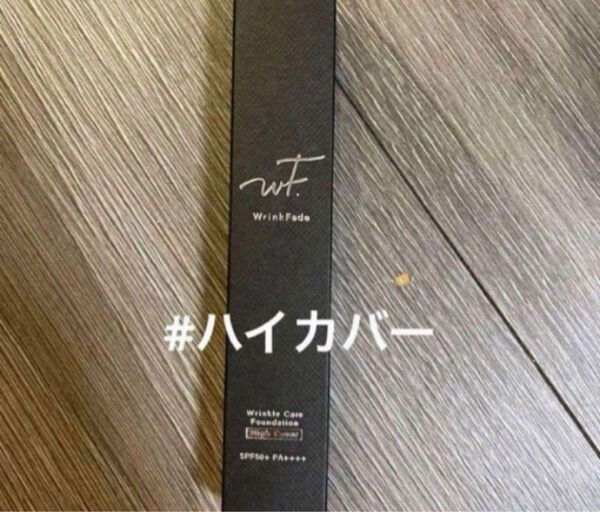 WF.
WrinkFade
#ハイカバー
Wrinkle Care
Foundation
High Cover
SPF50+ PA++++